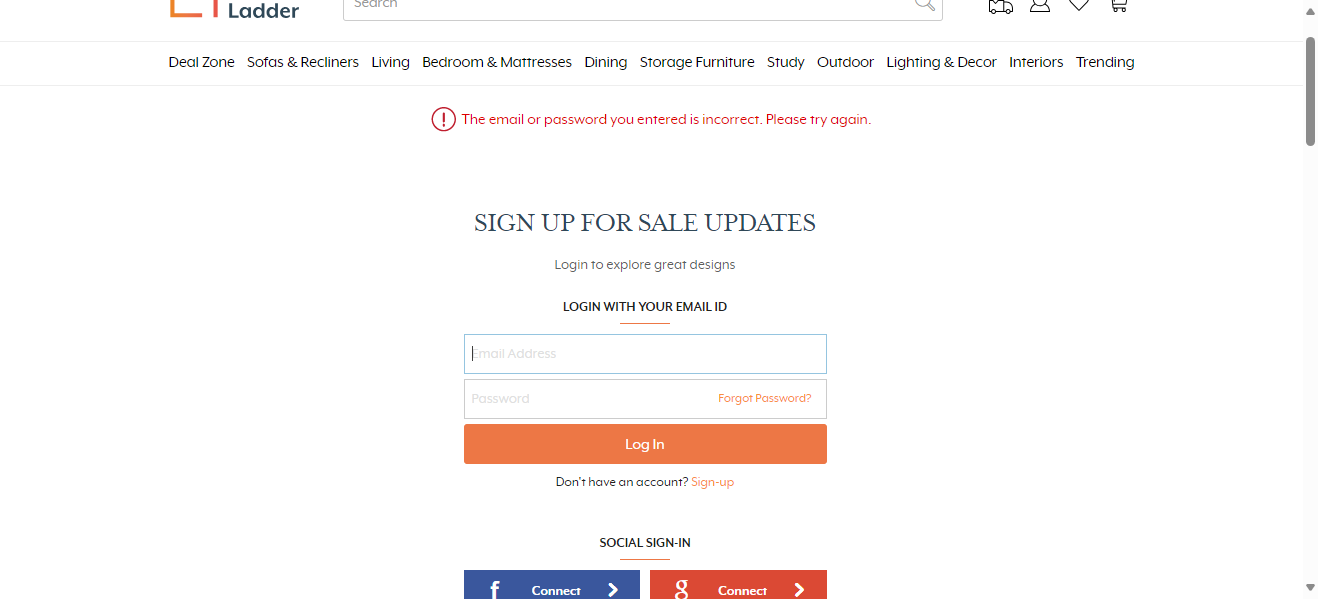 Ladder
Search
Deal Zone Sofas & Recliners Living Bedroom & Mattresses Dining Storage Furniture Study Outdoor Lighting & Decor Interiors Trending
The email or password you entered is incorrect. Please try again.
SIGN UP FOR SALE UPDATES
Login to explore great designs
LOGIN WITH YOUR EMAIL ID
Email Address
Password Forgot Password?
Log In
Don't have an account? Sign-up
SOCIAL SIGN-IN
f Connect g Connect